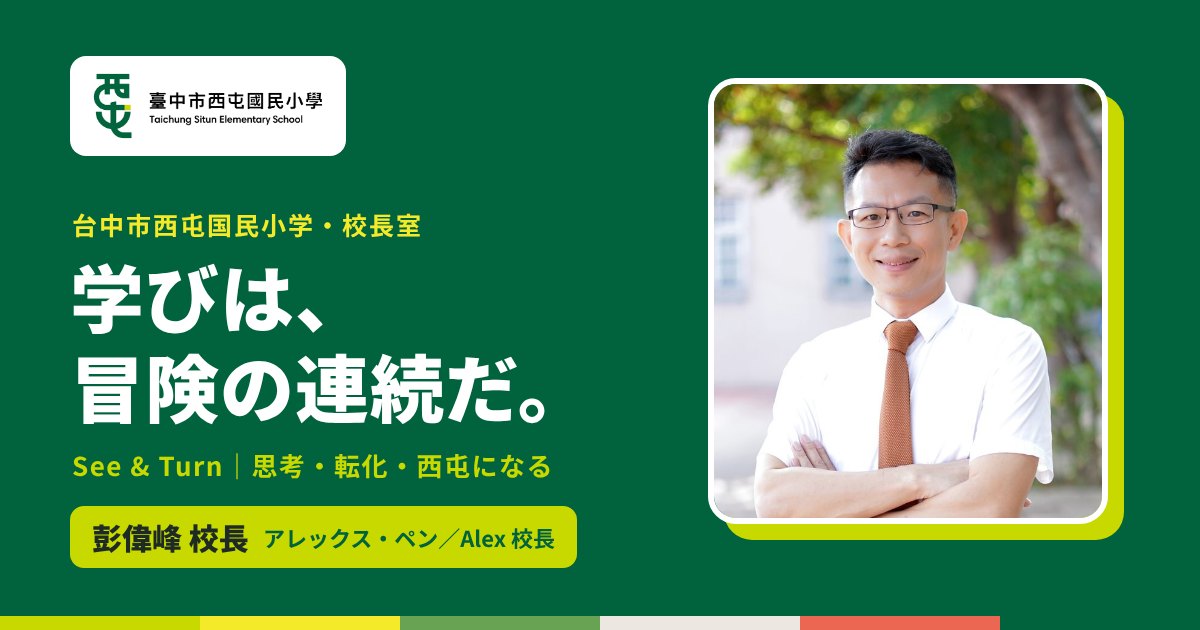 西屯
臺中市西屯國民小學
Taichung Situn Elementary School
台中市西屯国民小学・校長室
学びは、
冒険の連続だ。
See & Turn｜思考・転化・西屯になる
彭偉峰 校長 アレックス・ペン／Alex 校長